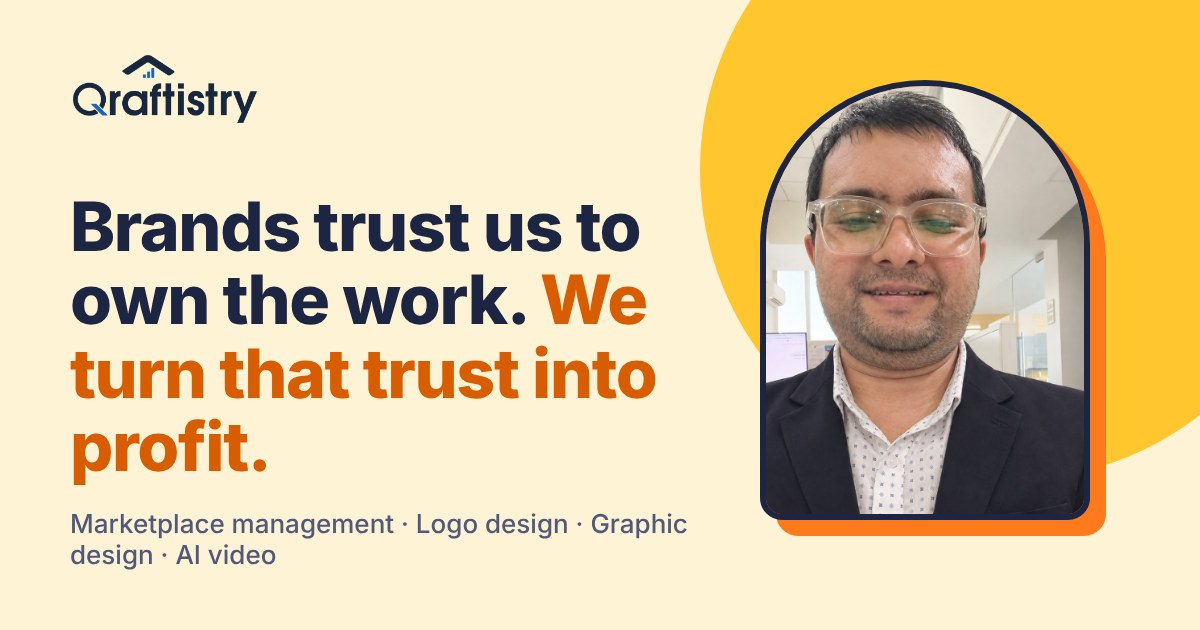 Qraftistry
Brands trust us to
own the work. We
turn that trust into
profit.
Marketplace management · Logo design · Graphic
design · AI video